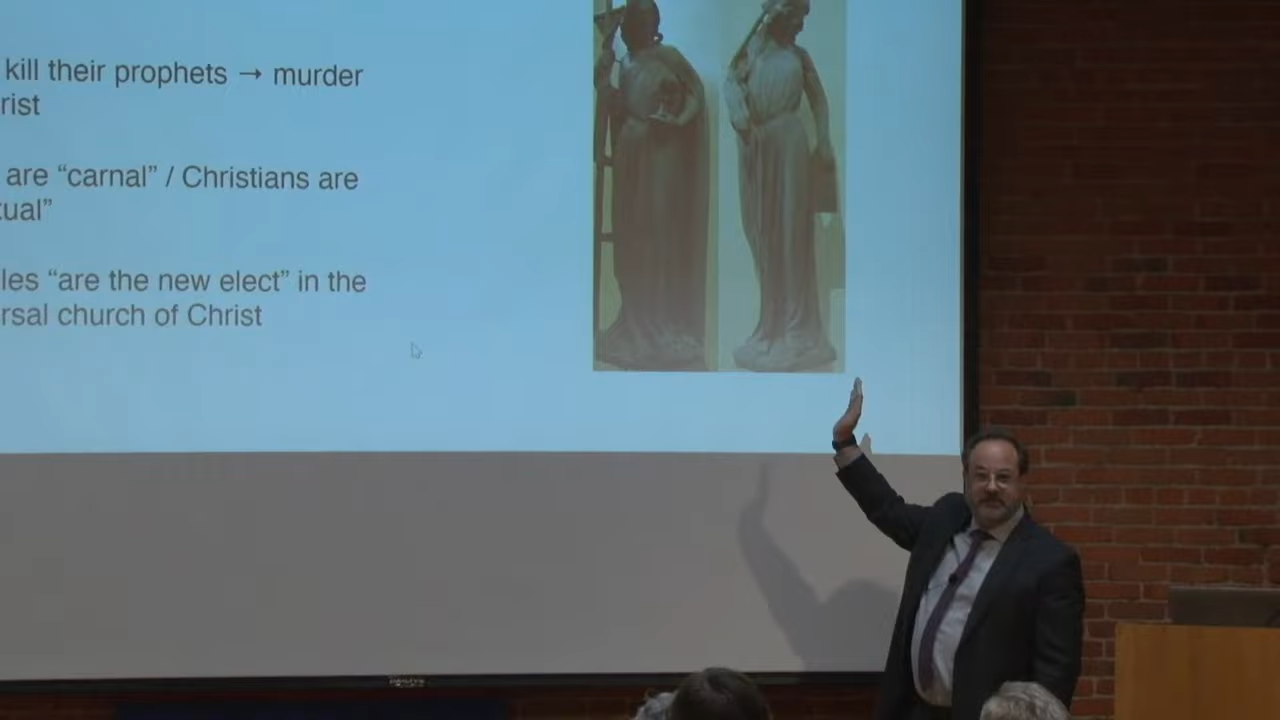 kill their prophets → murder
rist
are “carnal” / Christians are
tual”
les “are the new elect” in the
rsal church of Christ